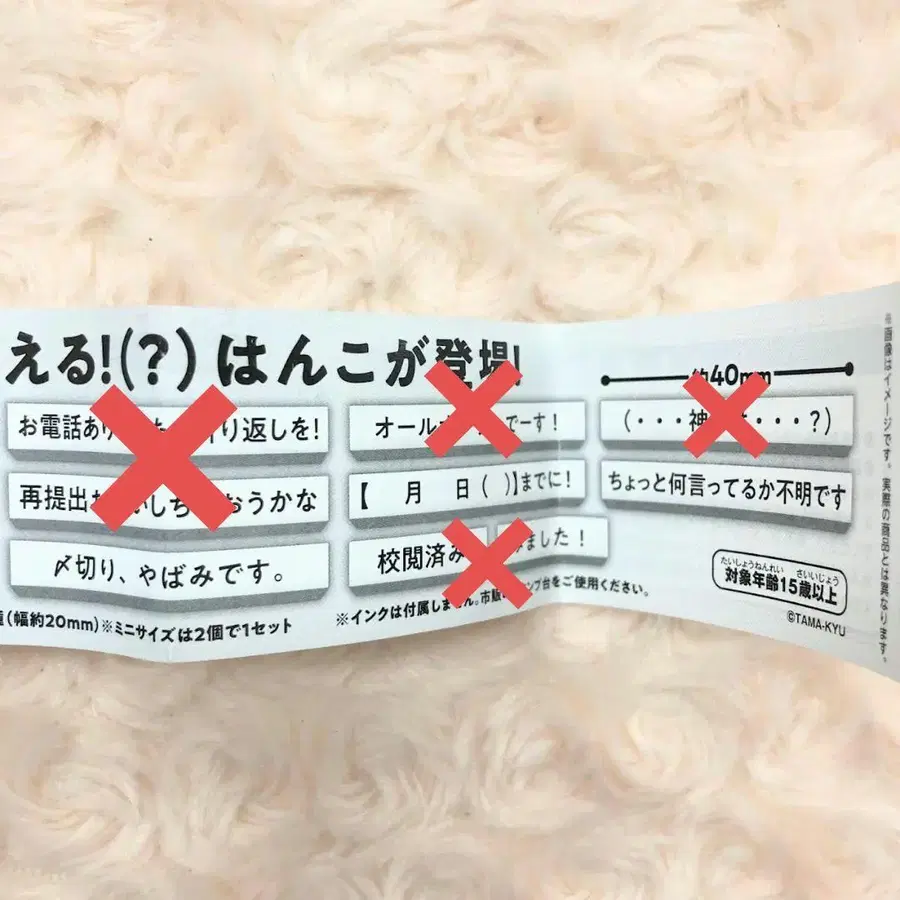 える!(?)はんこが登場!
お電話あり り返しを!
再提出 いしち おうかな
〆切り、やばみです。
オール でーす!
【 月 日( )】までに!
校閲済み ました!
約40mm
(・・・神 ・・・?)
ちょっと何言ってるか不明です
たいしょうねんれい さいいじょう
対象年齢15歳以上
(幅約20mm)※ミニサイズは2個で1セット
※インクは付属しません。市販 ンプ台をご使用ください。
©TAMA-KYU
※画像はイメージです。実際の商品とは異なります。